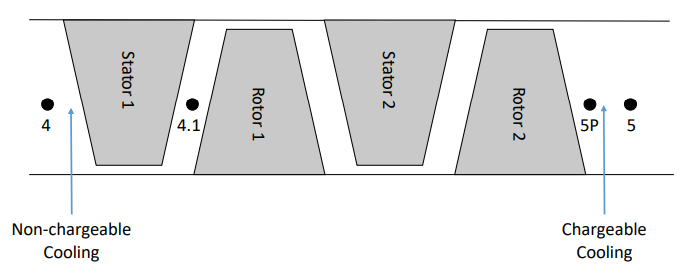 Stator 1
Rotor 1
Stator 2
Rotor 2
4
4.1
5P
5
Non-chargeable
Cooling
Chargeable
Cooling